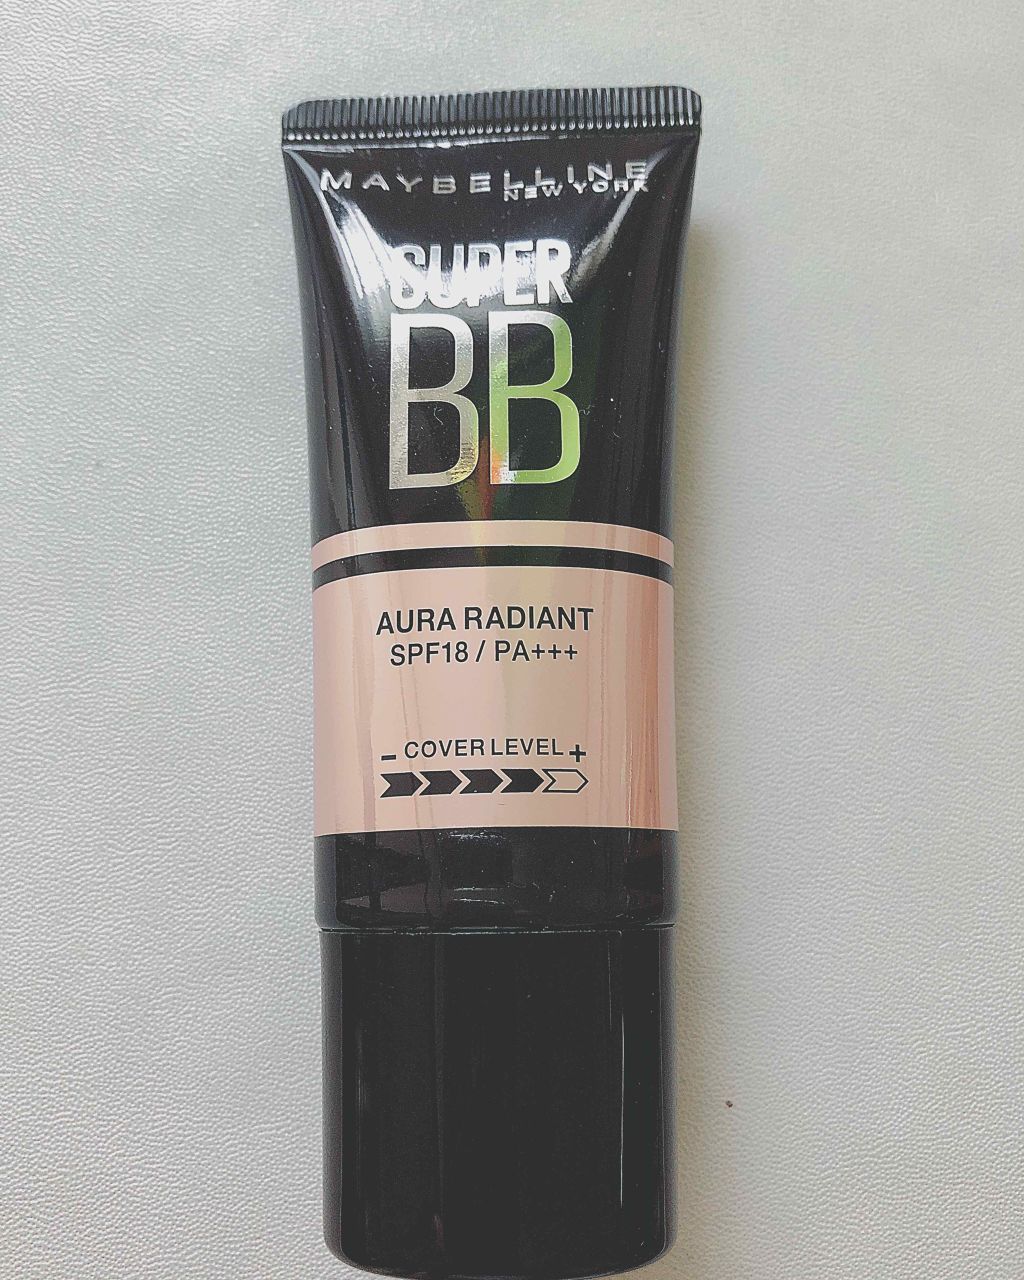 MAYBELLINE
NEW YORK
SUPER
BB
AURA RADIANT
SPF18 / PA+++
– COVER LEVEL +